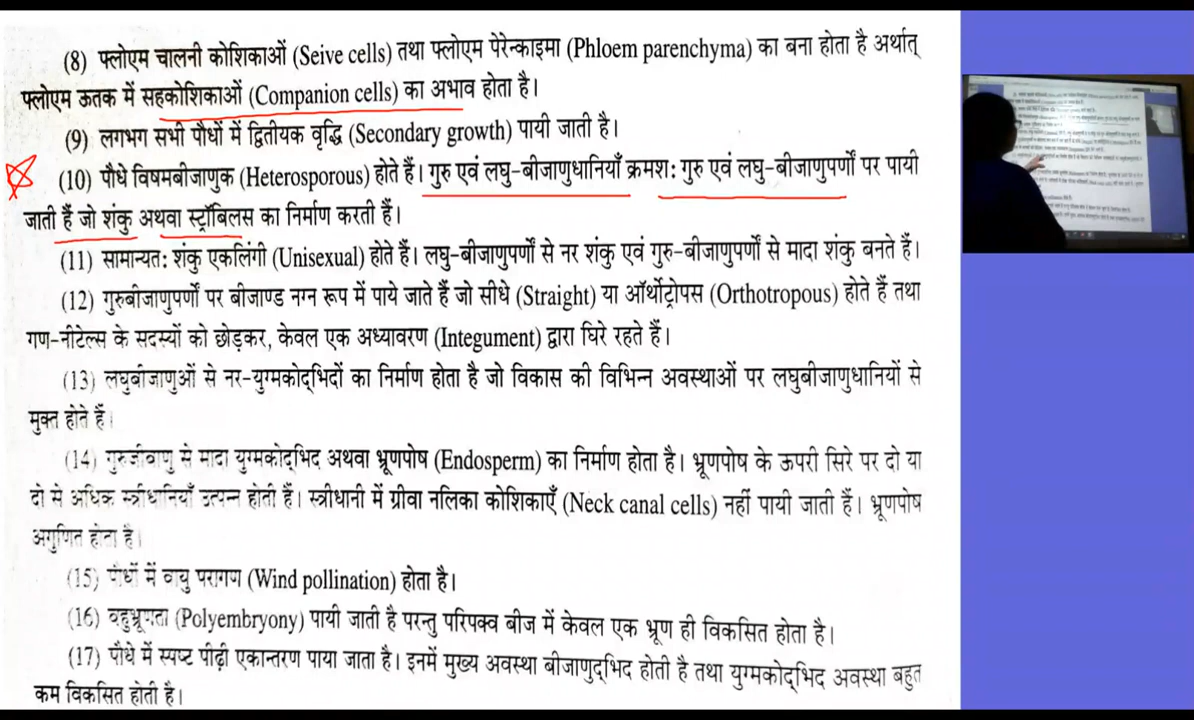 (8) फ्लोएम चालनी कोशिकाओं (Seive cells) तथा फ्लोएम पेरेन्काइमा (Phloem parenchyma) का बना होता है अर्थात्
फ्लोएम ऊतक में सहकोशिकाओं (Companion cells) का अभाव होता है।
(9) लगभग सभी पौधों में द्वितीयक वृद्धि (Secondary growth) पायी जाती है।
(10) पौधे विषमबीजाणुक (Heterosporous) होते हैं। गुरु एवं लघु-बीजाणुधानियाँ क्रमश: गुरु एवं लघु-बीजाणुपर्णों पर पायी
जाती हैं जो शंकु अथवा स्ट्रॉबिलस का निर्माण करती हैं।
(11) सामान्यत: शंकु एकलिंगी (Unisexual) होते हैं। लघु-बीजाणुपर्णों से नर शंकु एवं गुरु-बीजाणुपर्णों से मादा शंकु बनते हैं।
(12) गुरुबीजाणुपर्णों पर बीजाण्ड नग्न रूप में पाये जाते हैं जो सीधे (Straight) या ऑर्थोट्रोपस (Orthotropous) होते हैं तथा
गण-नीटेल्स के सदस्यों को छोड़कर, केवल एक अध्यावरण (Integument) द्वारा घिरे रहते हैं।
(13) लघुबीजाणुओं से नर-युग्मकोद्भिदों का निर्माण होता है जो विकास की विभिन्न अवस्थाओं पर लघुबीजाणुधानियों से
मुक्त होते हैं।
(14) गुरुजीवाणु से मादा युग्मकोद्भिद अथवा भ्रूणपोष (Endosperm) का निर्माण होता है। भ्रूणपोष के ऊपरी सिरे पर दो या
दो से अधिक स्त्रीधानियाँ उत्पन्न होती हैं। स्त्रीधानी में ग्रीवा नलिका कोशिकाएँ (Neck canal cells) नहीं पायी जाती हैं। भ्रूणपोष
अगुणित होता है।
(15) पौधों में वायु परागण (Wind pollination) होता है।
(16) बहुभ्रूणता (Polyembryony) पायी जाती है परन्तु परिपक्व बीज में केवल एक भ्रूण ही विकसित होता है।
(17) पौधे में स्पष्ट पीढ़ी एकान्तरण पाया जाता है। इनमें मुख्य अवस्था बीजाणुद्भिद होती है तथा युग्मकोद्भिद अवस्था बहुत
कम विकसित होती है।